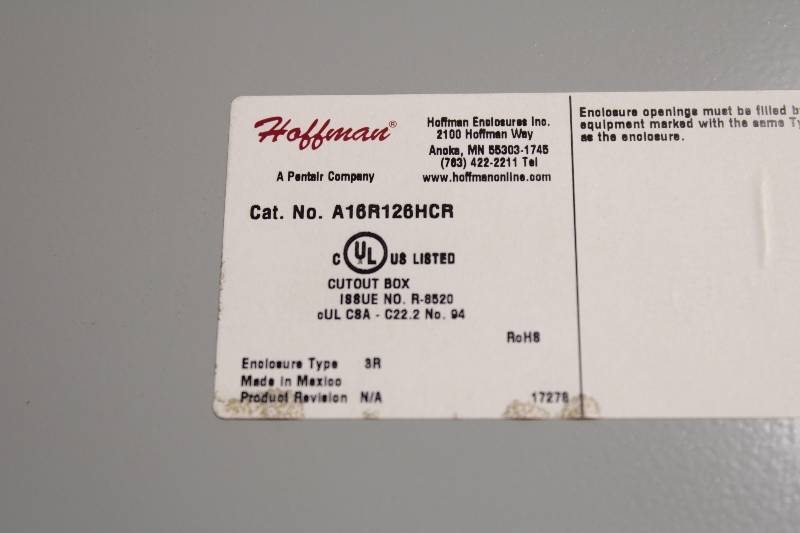 Hoffman®
A Pentair Company
Hoffman Enclosures Inc.
2100 Hoffman Way
Anoka, MN 55303-1745
(763) 422-2211 Tel
www.hoffmanonline.com
Cat. No. A16R126HCR
C UL US LISTED
CUTOUT BOX
ISSUE NO. R-8520
cUL CSA - C22.2 No. 94
RoHS
Enclosure Type 3R
Made in Mexico
Product Revision N/A
17278
Enclosure openings must be filled
equipment marked with the same
as the enclosure.